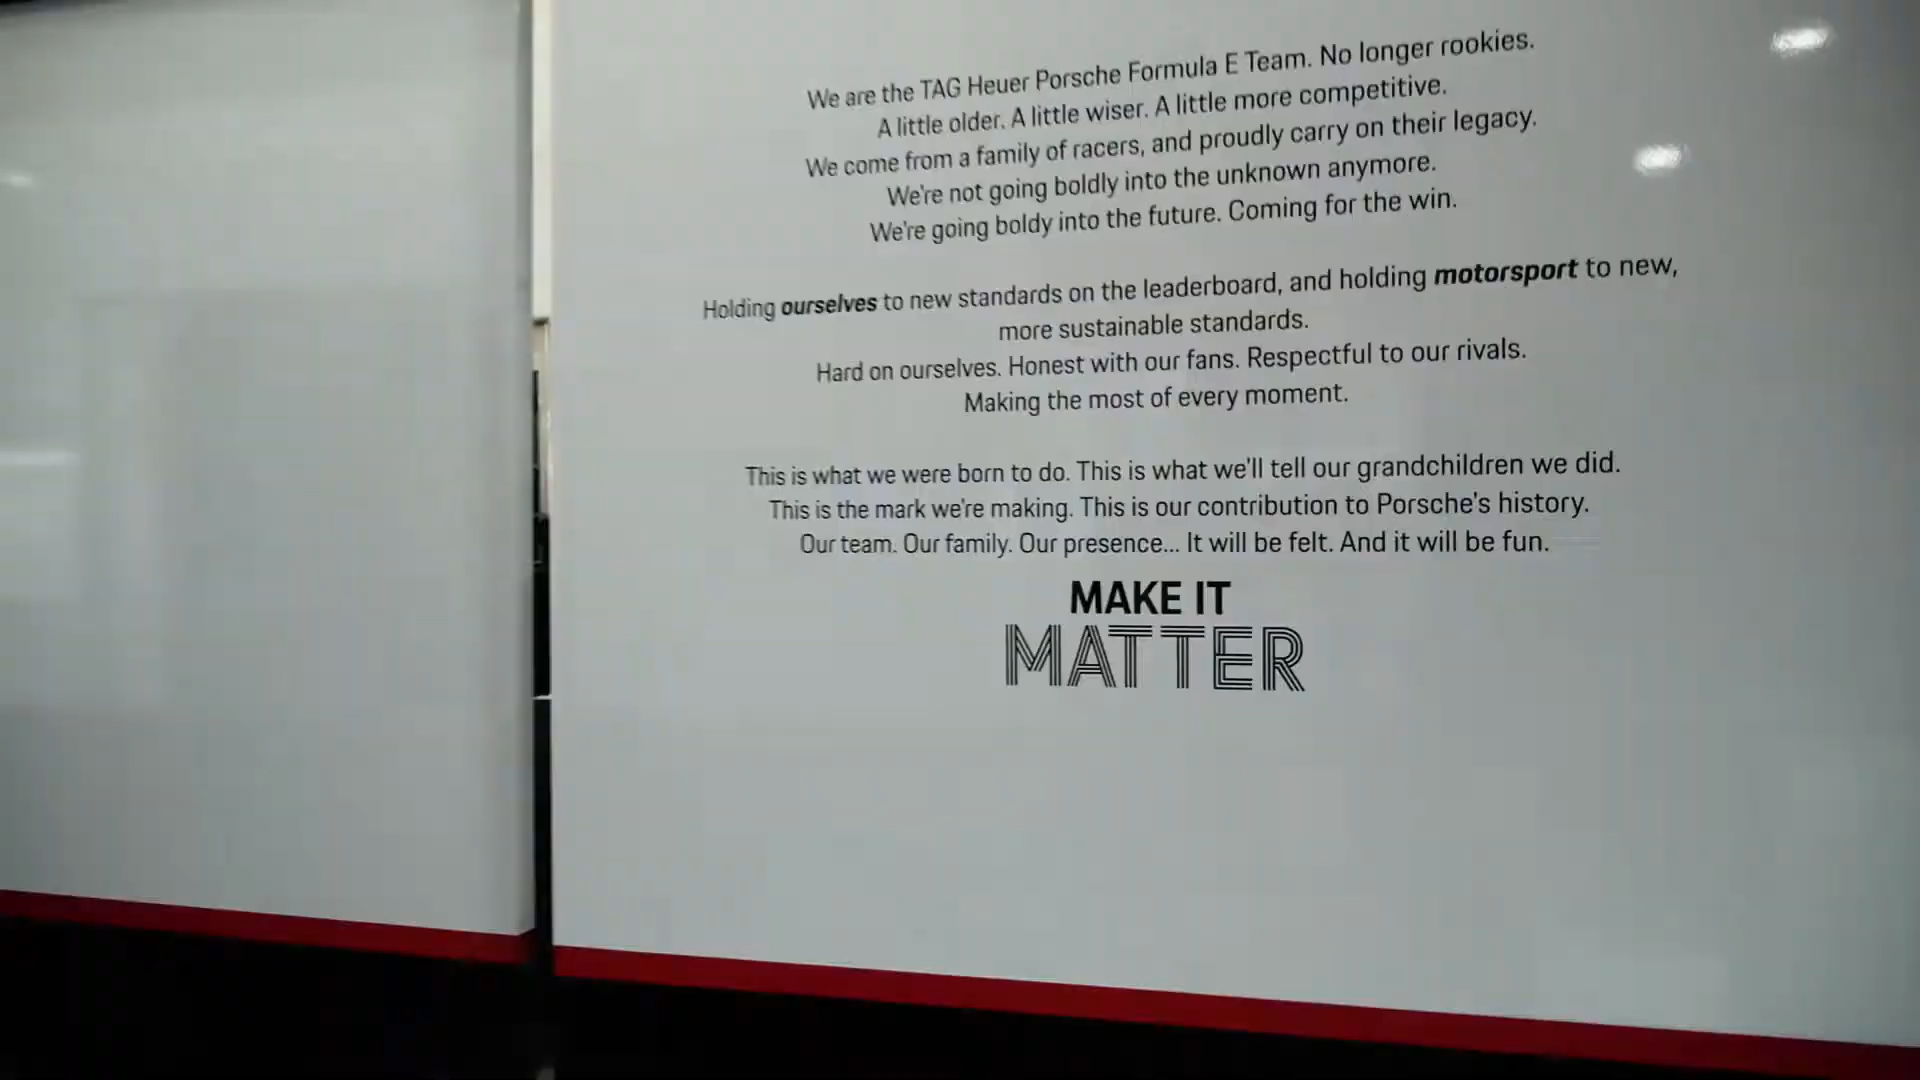 We are the TAG Heuer Porsche Formula E Team. No longer rookies.
A little older. A little wiser. A little more competitive.
We come from a family of racers, and proudly carry on their legacy.
We're not going boldly into the unknown anymore.
We're going boldy into the future. Coming for the win.
Holding ourselves to new standards on the leaderboard, and holding motorsport to new,
more sustainable standards.
Hard on ourselves. Honest with our fans. Respectful to our rivals.
Making the most of every moment.
This is what we were born to do. This is what we'll tell our grandchildren we did.
This is the mark we're making. This is our contribution to Porsche's history.
Our team. Our family. Our presence... It will be felt. And it will be fun.
MAKE IT
MATTER